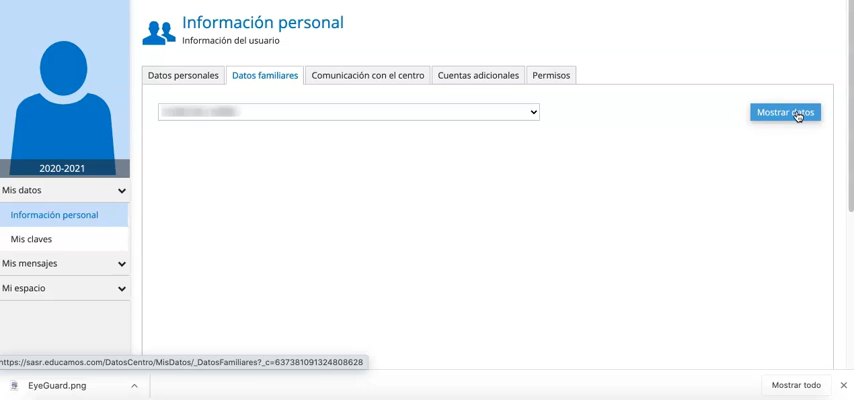 Información personal
Información del usuario
Datos personales
Datos familiares
Comunicación con el centro
Cuentas adicionales
Permisos
Mostrar datos
2020-2021
Mis datos
Información personal
Mis claves
Mis mensajes
Mi espacio
https://sasr.educamos.com/DatosCentro/MisDatos/_DatosFamiliares?_c=637381091324808628
EyeGuard.png
Mostrar todo